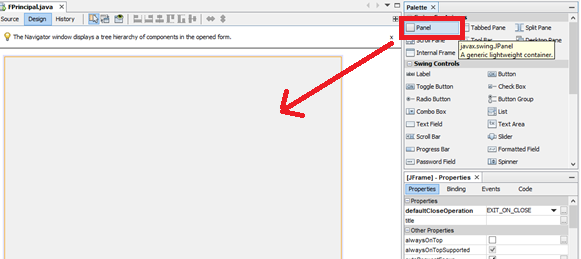 FPrincipal.java x
Source Design History
The Navigator window displays a tree hierarchy of components in the opened form. x
Palette x
Panel Tabbed Pane Split Pane
Scroll Pane Tool Bar Desktop Pane
Internal Frame
javax.swing.JPanel
A generic lightweight container.
Swing Controls
label Label Button
Toggle Button Check Box
Radio Button Button Group
Combo Box List
Text Field Text Area
Scroll Bar Slider
Progress Bar Formatted Field
Password Field Spinner
[JFrame] - Properties x
Properties Binding Events Code
Properties
defaultCloseOperation EXIT_ON_CLOSE ...
title ...
Other Properties
alwaysOnTop ...
alwaysOnTopSupported ...